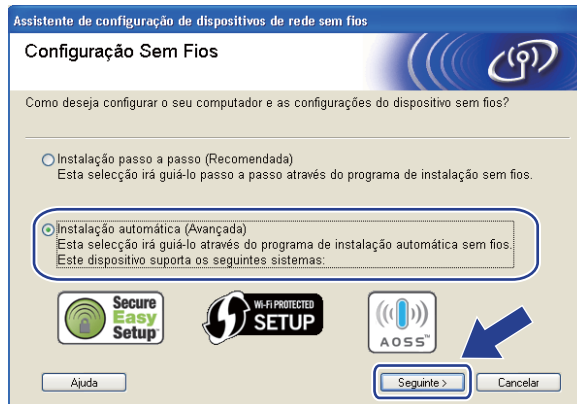 Assistente de configuração de dispositivos de rede sem fios
Configuração Sem Fios
Como deseja configurar o seu computador e as configurações do dispositivo sem fios?
Instalação passo a passo (Recomendada)
Esta selecção irá guiá-lo passo a passo através do programa de instalação sem fios.
Instalação automática (Avançada)
Esta selecção irá guiá-lo através do programa de instalação automática sem fios.
Este dispositivo suporta os seguintes sistemas:
Secure
Easy
Setup™
Wi-Fi PROTECTED
SETUP
AOSS™
Ajuda
Seguinte >
Cancelar